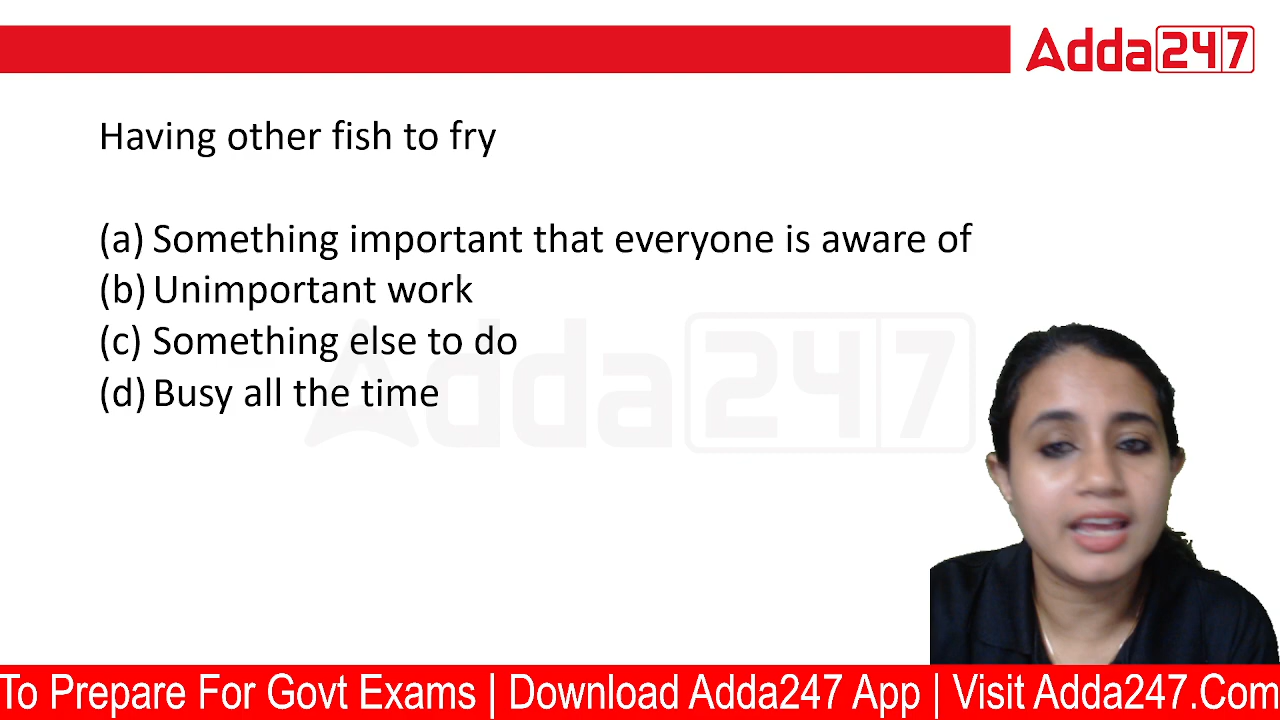 Adda247
Having other fish to fry
(a) Something important that everyone is aware of
(b) Unimportant work
(c) Something else to do
(d) Busy all the time
Adda247
To Prepare For Govt Exams | Download Adda247 App | Visit Adda247.Com